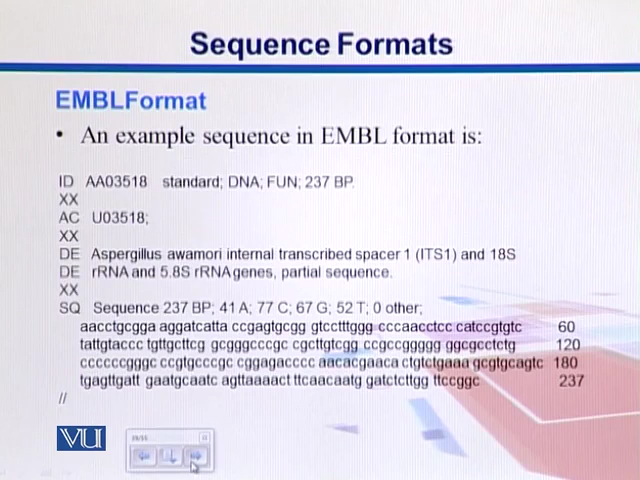 Sequence Formats
EMBLFormat
• An example sequence in EMBL format is:
ID AA03518 standard; DNA; FUN; 237 BP.
XX
AC U03518;
XX
DE Aspergillus awamori internal transcribed spacer 1 (ITS1) and 18S
DE rRNA and 5.8S rRNA genes, partial sequence.
XX
SQ Sequence 237 BP; 41 A; 77 C; 67 G; 52 T; 0 other;
aacctgcgga aggatcatta ccgagtgcgg gtcctttggg cccaacctcc catccgtgtc 60
tattgtaccc tgttgcttcg gcgggcccgc cgcttgtcgg ccgccggggg ggcgcctctg 120
ccccccgggc ccgtgcccgc cggagacccc aacacgaaca ctgtctgaaa gcgtgcagtc 180
tgagttgatt gaatgcaatc agttaaaact ttcaacaatg gatctcttgg ttccggc 237
//
VU